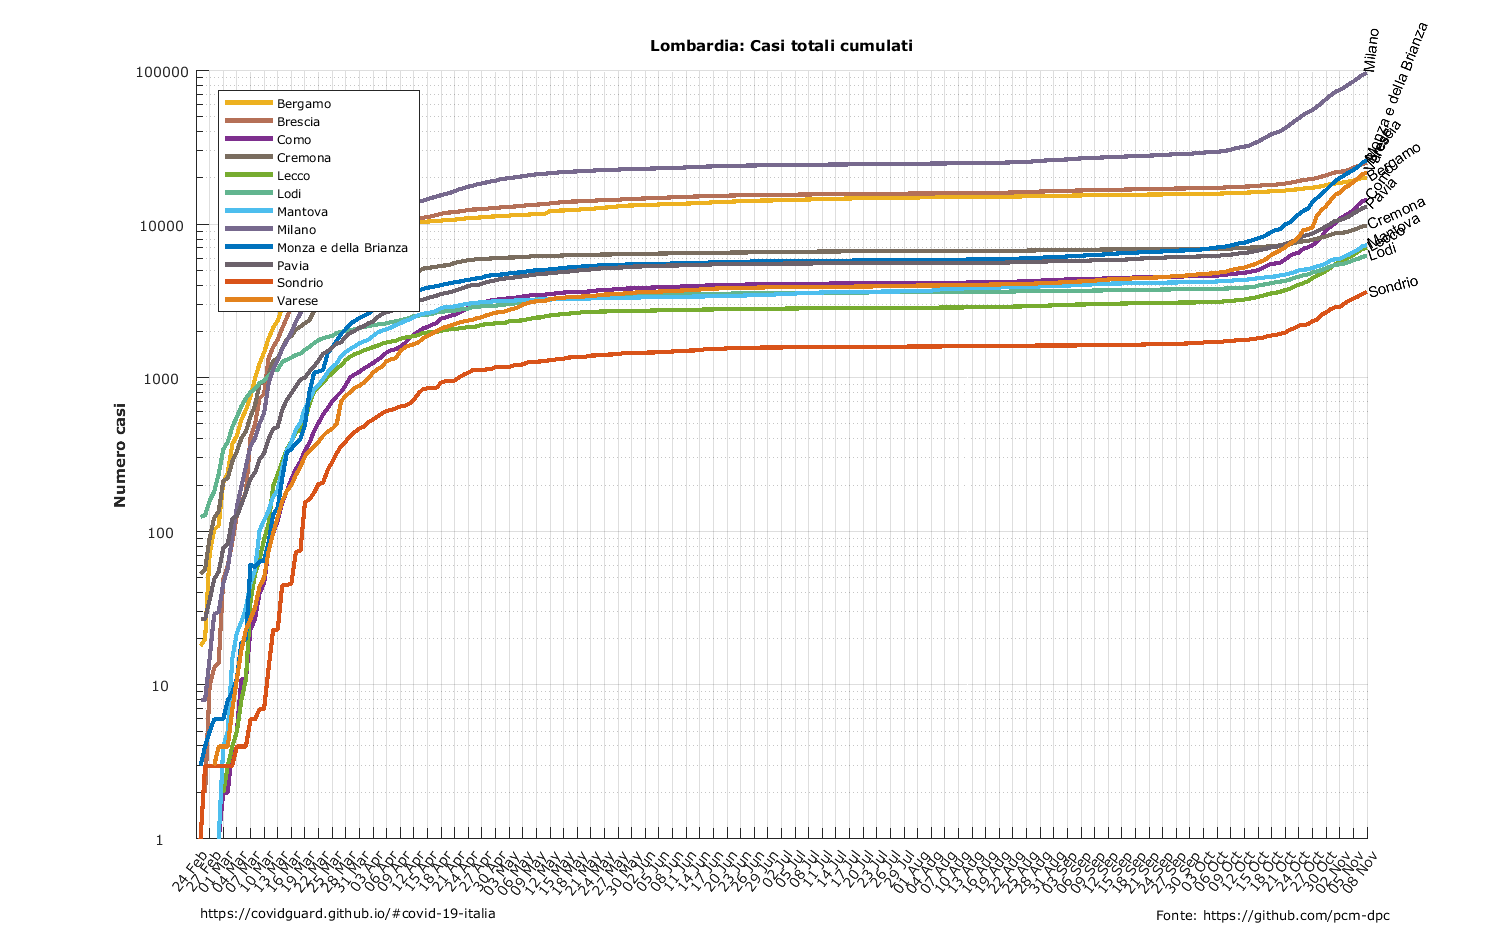 Lombardia: Casi totali cumulati
Numero casi
100000
10000
1000
100
10
1
Bergamo
Brescia
Como
Cremona
Lecco
Lodi
Mantova
Milano
Monza e della Brianza
Pavia
Sondrio
Varese
Milano
Monza e della Brianza
Brescia
Varese
Bergamo
Como
Pavia
Cremona
Mantova
Lecco
Lodi
Sondrio
24 Feb
27 Feb
01 Mar
04 Mar
07 Mar
10 Mar
13 Mar
16 Mar
19 Mar
22 Mar
25 Mar
28 Mar
31 Mar
03 Apr
06 Apr
09 Apr
12 Apr
15 Apr
18 Apr
21 Apr
24 Apr
27 Apr
30 Apr
03 May
06 May
09 May
12 May
15 May
18 May
21 May
24 May
27 May
30 May
02 Jun
05 Jun
08 Jun
11 Jun
14 Jun
17 Jun
20 Jun
23 Jun
26 Jun
29 Jun
02 Jul
05 Jul
08 Jul
11 Jul
14 Jul
17 Jul
20 Jul
23 Jul
26 Jul
29 Jul
01 Aug
04 Aug
07 Aug
10 Aug
13 Aug
16 Aug
19 Aug
22 Aug
25 Aug
28 Aug
31 Aug
03 Sep
06 Sep
09 Sep
12 Sep
15 Sep
18 Sep
21 Sep
24 Sep
27 Sep
30 Sep
03 Oct
06 Oct
09 Oct
12 Oct
15 Oct
18 Oct
21 Oct
24 Oct
27 Oct
30 Oct
02 Nov
05 Nov
08 Nov
https://covidguard.github.io/#covid-19-italia
Fonte: https://github.com/pcm-dpc